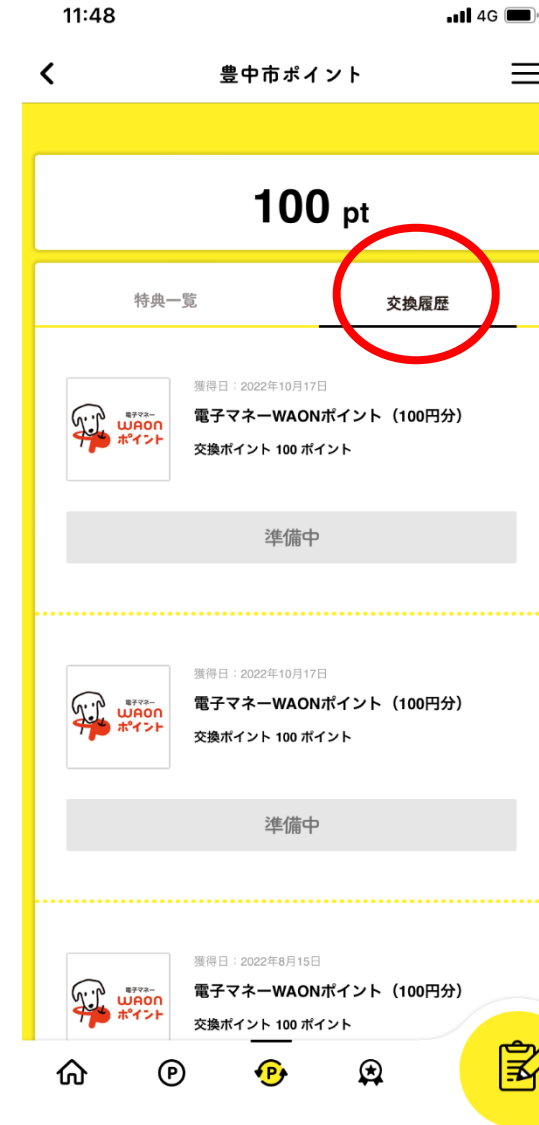 11:48
4G
豊中市ポイント
100 pt
特典一覧
交換履歴
獲得日：2022年10月17日
電子マネーWAONポイント（100円分）
交換ポイント 100 ポイント
電子マネー
WAON
ポイント
準備中
獲得日：2022年10月17日
電子マネーWAONポイント（100円分）
交換ポイント 100 ポイント
電子マネー
WAON
ポイント
準備中
獲得日：2022年8月15日
電子マネーWAONポイント（100円分）
交換ポイント 100 ポイント
電子マネー
WAON
ポイント
P
P